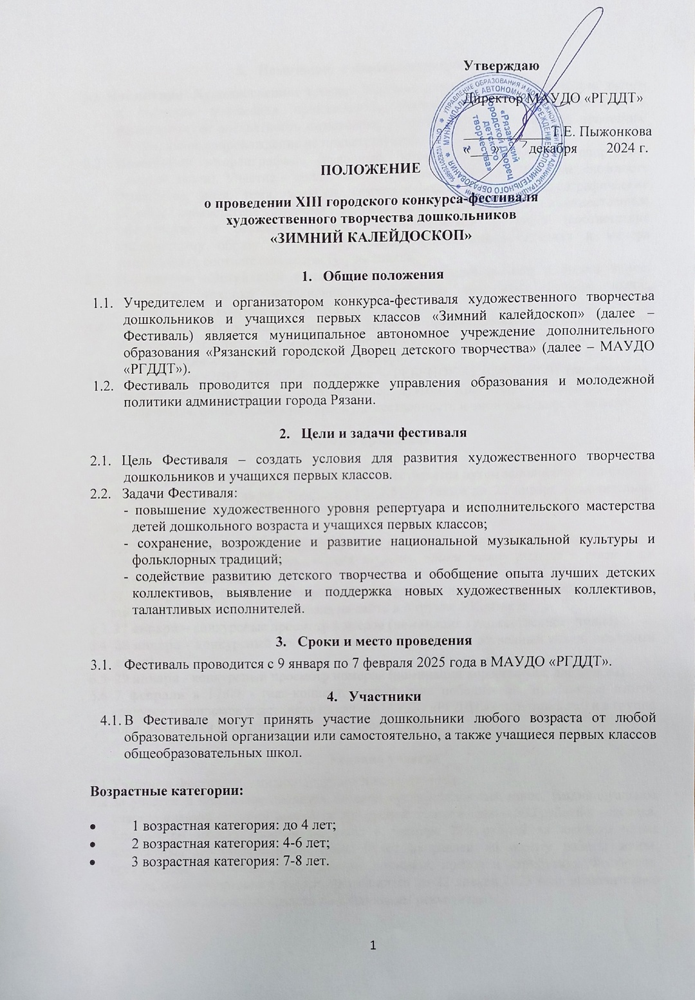 Утверждаю
Директор МАУДО «РГДДТ»
Т.Е. Пыжонкова
«___» декабря 2024 г.
УПРАВЛЕНИЕ ОБРАЗОВАНИЯ И МОЛОДЕЖНОЙ
МУНИЦИПАЛЬНОЕ АВТОНОМНОЕ УЧРЕЖДЕНИЕ ДОПОЛНИТЕЛЬНОГО ОБРАЗОВАНИЯ
«Рязанский
городской Дворец
детского
творчества»
ПОЛОЖЕНИЕ
о проведении XIII городского конкурса-фестиваля
художественного творчества дошкольников
«ЗИМНИЙ КАЛЕЙДОСКОП»
1. Общие положения
1.1. Учредителем и организатором конкурса-фестиваля художественного творчества
дошкольников и учащихся первых классов «Зимний калейдоскоп» (далее –
Фестиваль) является муниципальное автономное учреждение дополнительного
образования «Рязанский городской Дворец детского творчества» (далее – МАУДО
«РГДДТ»).
1.2. Фестиваль проводится при поддержке управления образования и молодежной
политики администрации города Рязани.
2. Цели и задачи фестиваля
2.1. Цель Фестиваля – создать условия для развития художественного творчества
дошкольников и учащихся первых классов.
2.2. Задачи Фестиваля:
- повышение художественного уровня репертуара и исполнительского мастерства
детей дошкольного возраста и учащихся первых классов;
- сохранение, возрождение и развитие национальной музыкальной культуры и
фольклорных традиций;
- содействие развитию детского творчества и обобщение опыта лучших детских
коллективов, выявление и поддержка новых художественных коллективов,
талантливых исполнителей.
3. Сроки и место проведения
3.1. Фестиваль проводится с 9 января по 7 февраля 2025 года в МАУДО «РГДДТ».
4. Участники
4.1. В Фестивале могут принять участие дошкольники любого возраста от любой
образовательной организации или самостоятельно, а также учащиеся первых классов
общеобразовательных школ.
Возрастные категории:
• 1 возрастная категория: до 4 лет;
• 2 возрастная категория: 4-6 лет;
• 3 возрастная категория: 7-8 лет.
1